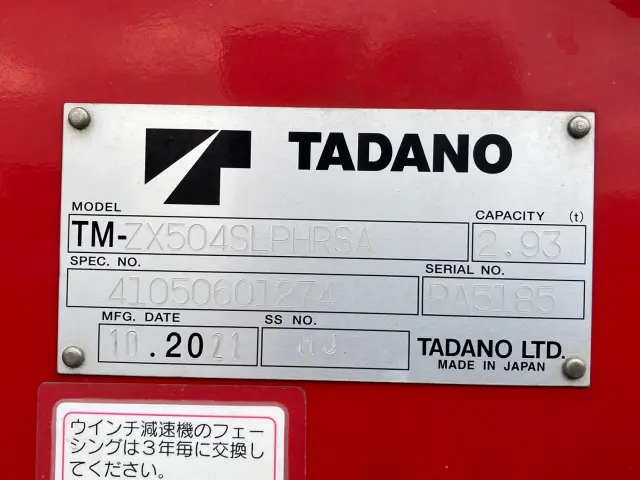 TADANO
MODEL
TM-ZX504SLPHRSA
CAPACITY (t)
2.93
SPEC. NO.
41050601274
SERIAL NO.
RA5185
MFG. DATE
10.2021
SS NO.
TADANO LTD.
MADE IN JAPAN
ウインチ減速機のフェー
シングは3年毎に交換し
てください。